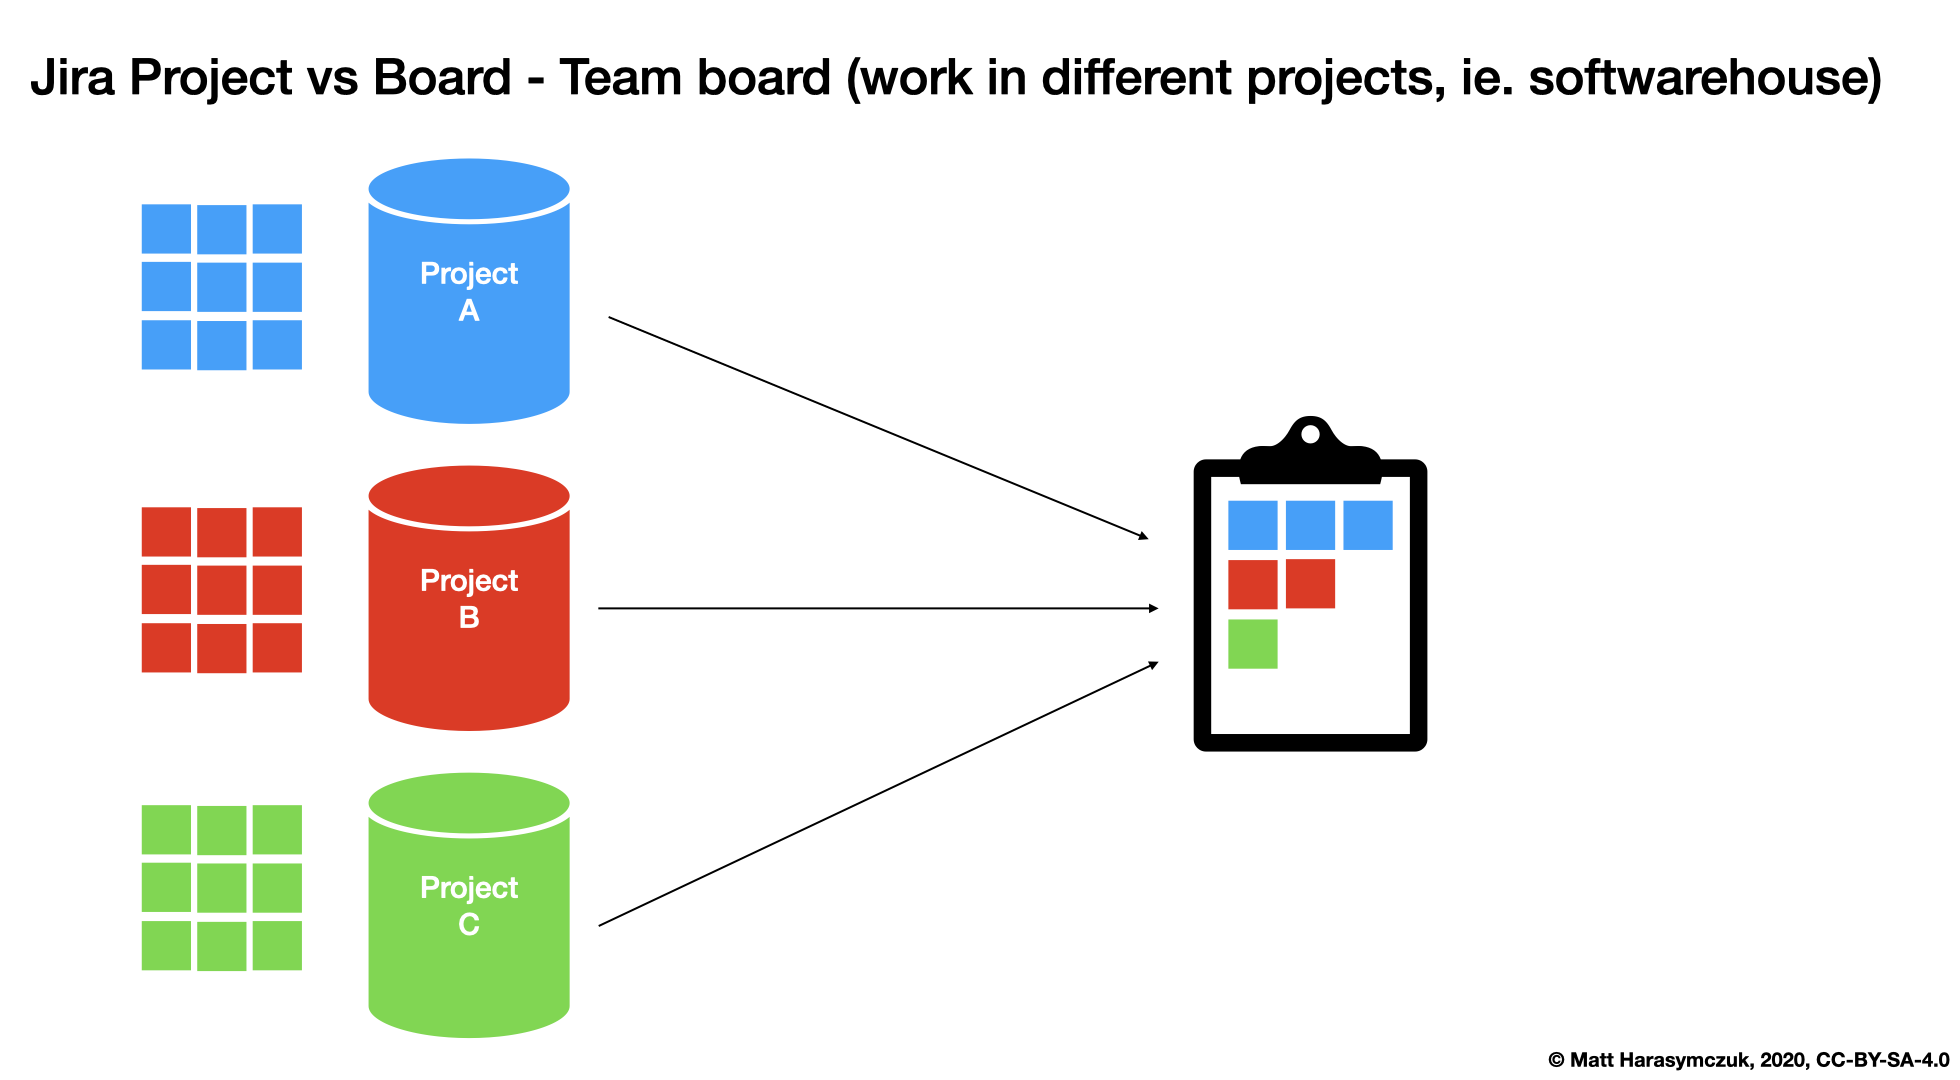 Jira Project vs Board - Team board (work in different projects, ie. softwarehouse)
Project
A
Project
B
Project
C
© Matt Harasymczuk, 2020, CC-BY-SA-4.0